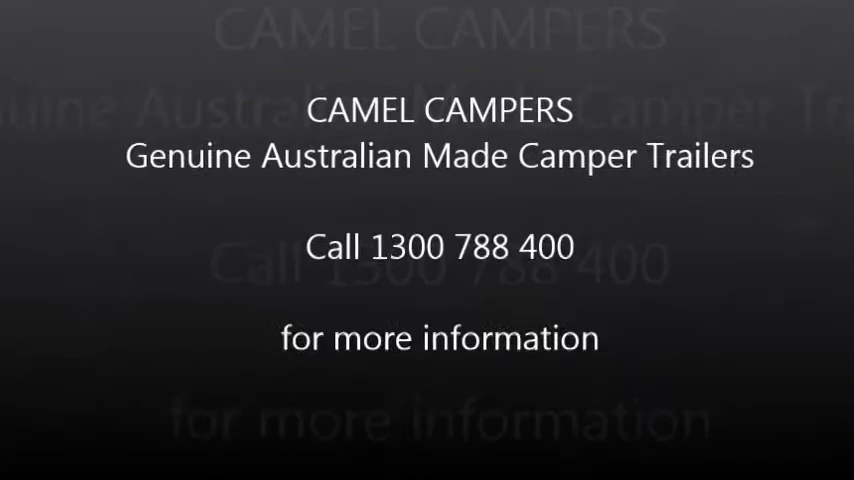 CAMEL CAMPERS
Genuine Australian Made Camper Trailers
Call 1300 788 400
for more information